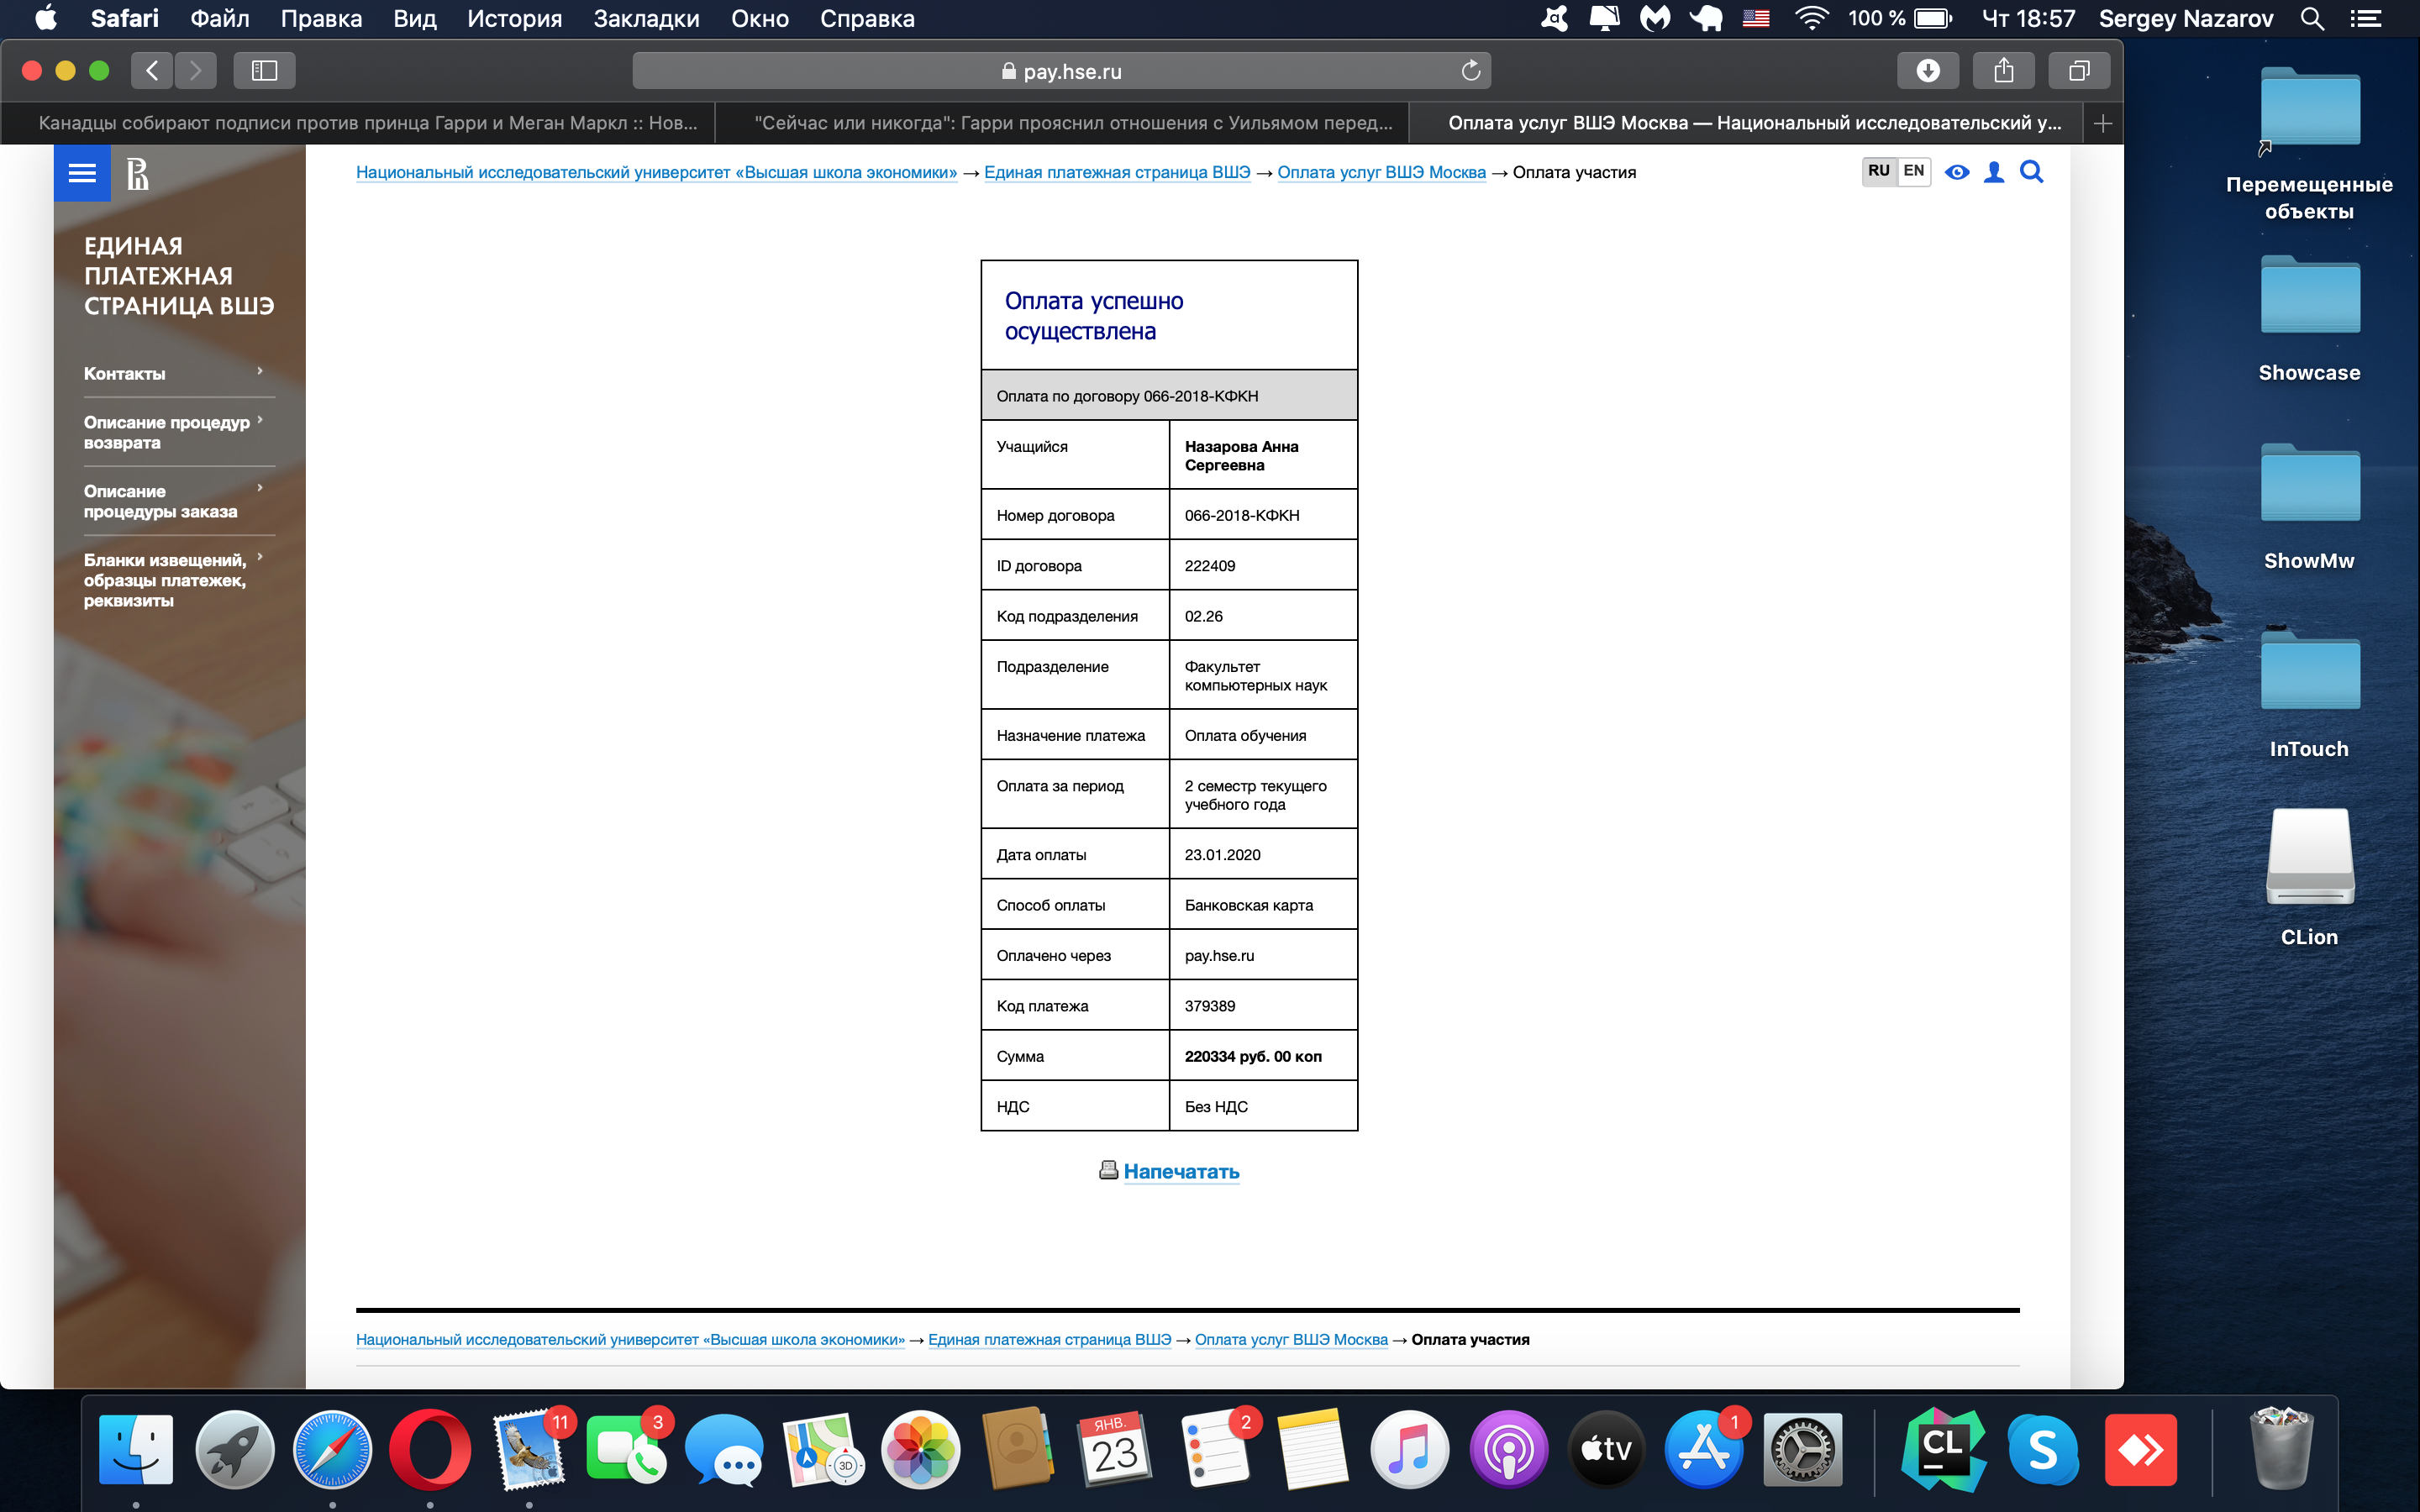 Safari Файл Правка Вид История Закладки Окно Справка 100 % Чт 18:57 Sergey Nazarov
pay.hse.ru
Канадцы собирают подписи против принца Гарри и Меган Маркл :: Нов...
"Сейчас или никогда": Гарри прояснил отношения с Уильямом перед...
Оплата услуг ВШЭ Москва — Национальный исследовательский у...
Национальный исследовательский университет «Высшая школа экономики» → Единая платежная страница ВШЭ → Оплата услуг ВШЭ Москва → Оплата участия
RU EN
ЕДИНАЯ
ПЛАТЕЖНАЯ
СТРАНИЦА ВШЭ
Контакты
Описание процедур
возврата
Описание
процедуры заказа
Бланки извещений,
образцы платежек,
реквизиты
Оплата успешно
осуществлена
Оплата по договору 066-2018-КФКН
Учащийся Назарова Анна
Сергеевна
Номер договора 066-2018-КФКН
ID договора 222409
Код подразделения 02.26
Подразделение Факультет
компьютерных наук
Назначение платежа Оплата обучения
Оплата за период 2 семестр текущего
учебного года
Дата оплаты 23.01.2020
Способ оплаты Банковская карта
Оплачено через pay.hse.ru
Код платежа 379389
Сумма 220334 руб. 00 коп
НДС Без НДС
Напечатать
Национальный исследовательский университет «Высшая школа экономики» → Единая платежная страница ВШЭ → Оплата услуг ВШЭ Москва → Оплата участия
Перемещенные
объекты
Showcase
ShowMw
InTouch
CLion
11
3
3D
ЯНВ.
23
2
tv
1
CL
S